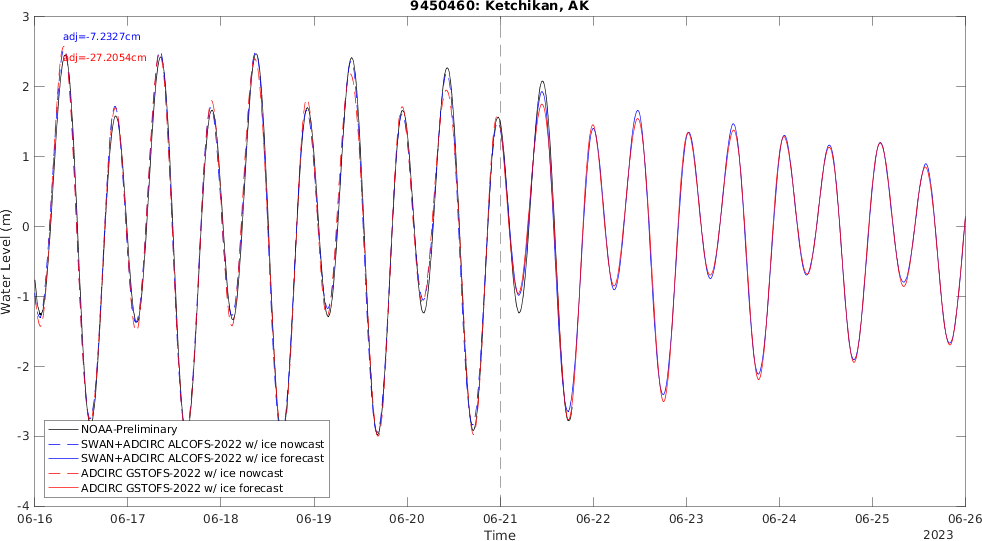 9450460: Ketchikan, AK
adj=-7.2327cm
adj=-27.2054cm
Water Level (m)
3
2
1
0
-1
-2
-3
-4
NOAA-Preliminary
SWAN+ADCIRC ALCOFS-2022 w/ ice nowcast
SWAN+ADCIRC ALCOFS-2022 w/ ice forecast
ADCIRC GSTOFS-2022 w/ ice nowcast
ADCIRC GSTOFS-2022 w/ ice forecast
06-16 06-17 06-18 06-19 06-20 06-21 06-22 06-23 06-24 06-25 06-26
Time
2023